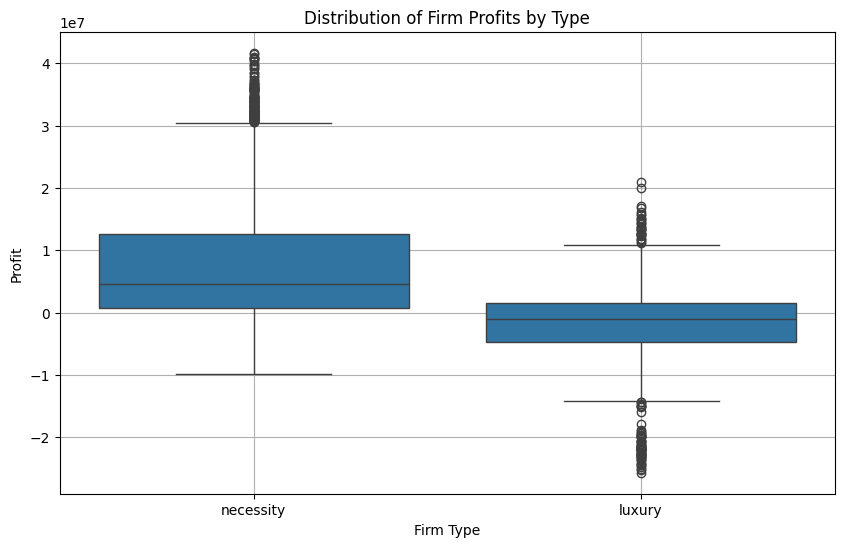 Distribution of Firm Profits by Type
1e7
4
3
2
1
0
−1
−2
Profit
necessity
luxury
Firm Type